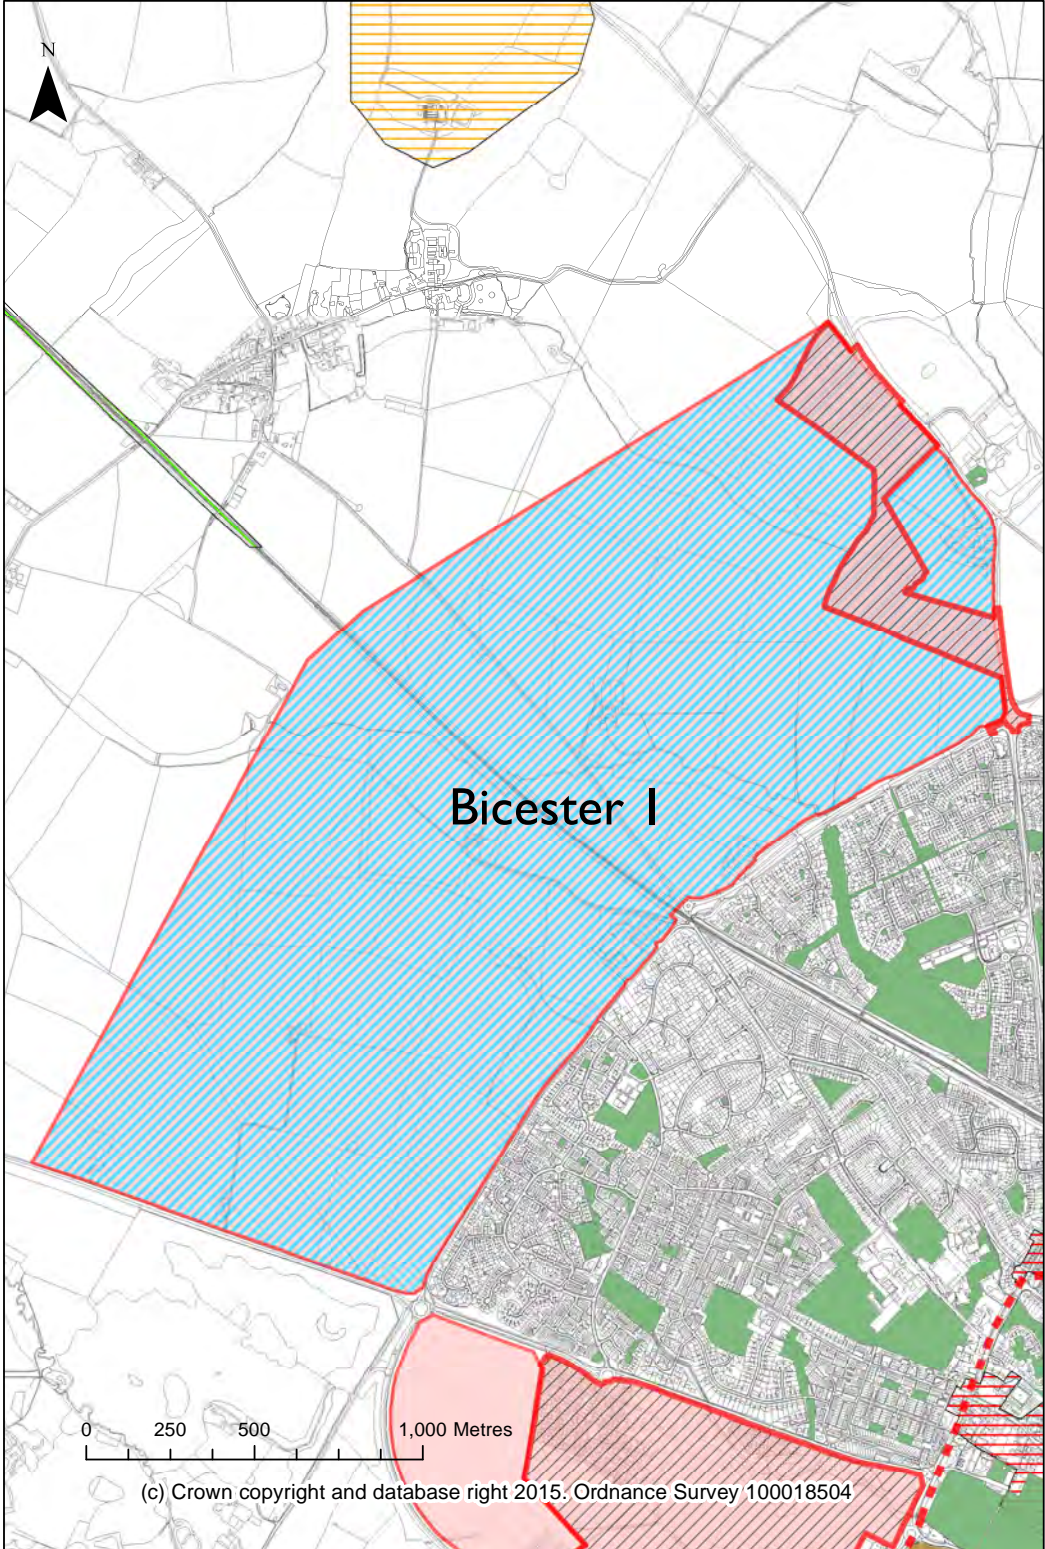 N
Bicester 1
0 250 500 1,000 Metres
(c) Crown copyright and database right 2015. Ordnance Survey 100018504